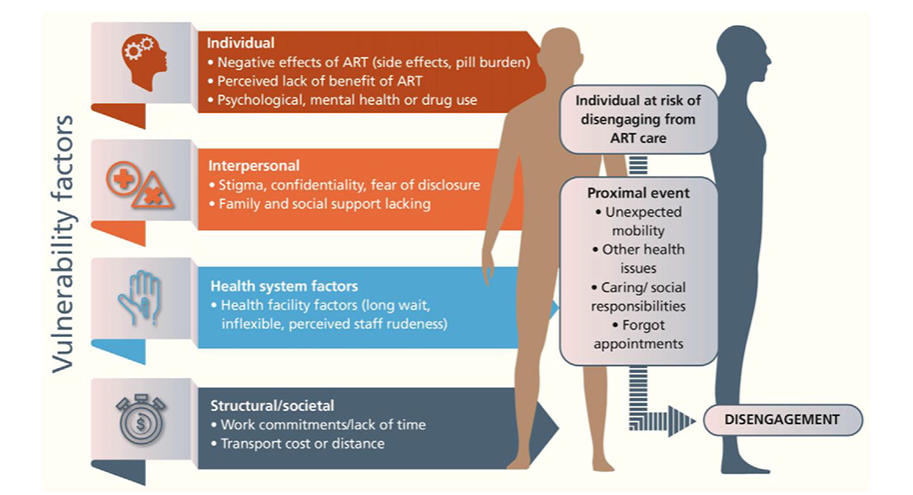 Vulnerability factors
Individual
• Negative effects of ART (side effects, pill burden)
• Perceived lack of benefit of ART
• Psychological, mental health or drug use
Interpersonal
• Stigma, confidentiality, fear of disclosure
• Family and social support lacking
Health system factors
• Health facility factors (long wait,
inflexible, perceived staff rudeness)
$
Structural/societal
• Work commitments/lack of time
• Transport cost or distance
Individual at risk of
disengaging from
ART care
Proximal event
• Unexpected
mobility
• Other health
issues
• Caring/ social
responsibilities
• Forgot
appointments
DISENGAGEMENT